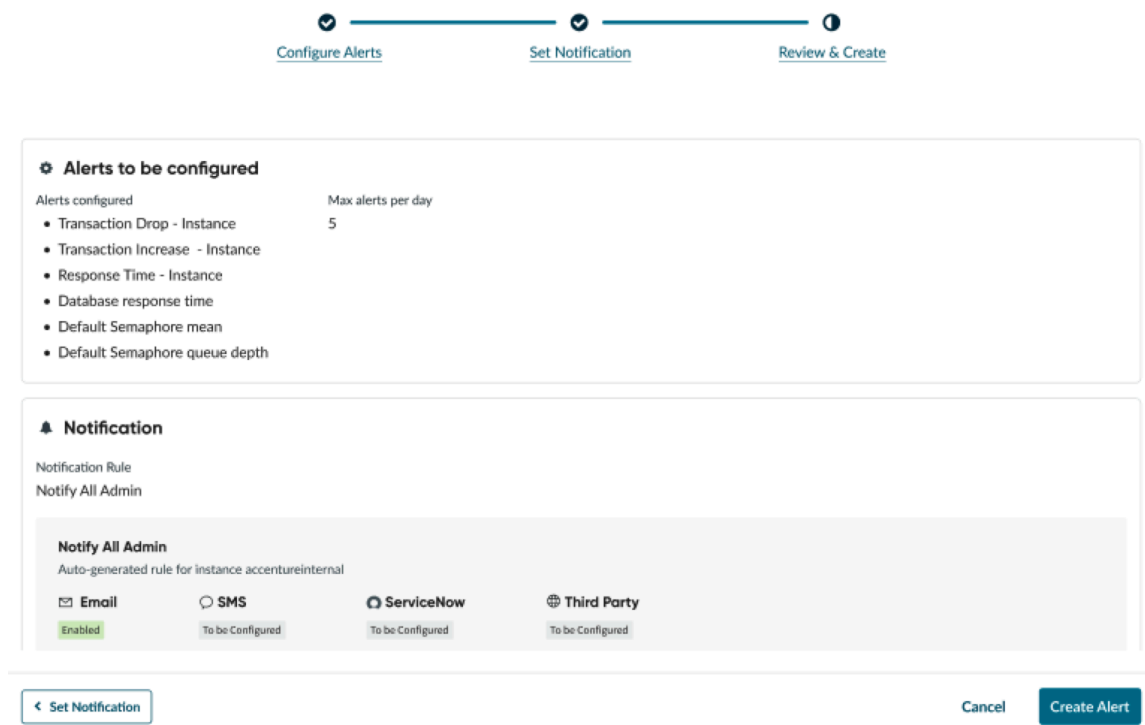 Configure Alerts
Set Notification
Review & Create
Alerts to be configured
Alerts configured
Max alerts per day
• Transaction Drop - Instance
5
• Transaction Increase - Instance
• Response Time - Instance
• Database response time
• Default Semaphore mean
• Default Semaphore queue depth
Notification
Notification Rule
Notify All Admin
Notify All Admin
Auto-generated rule for instance accentureinternal
Email
SMS
ServiceNow
Third Party
Enabled
To be Configured
To be Configured
To be Configured
Set Notification
Cancel
Create Alert